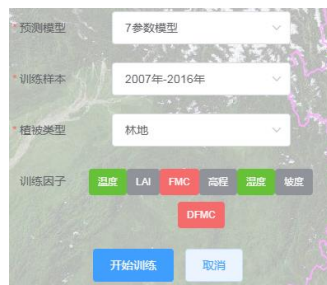 *预测模型 7参数模型
*训练样本 2007年-2016年
*植被类型 林地
训练因子 温度 LAI FMC 高程 湿度 坡度
DFMC
开始训练 取消